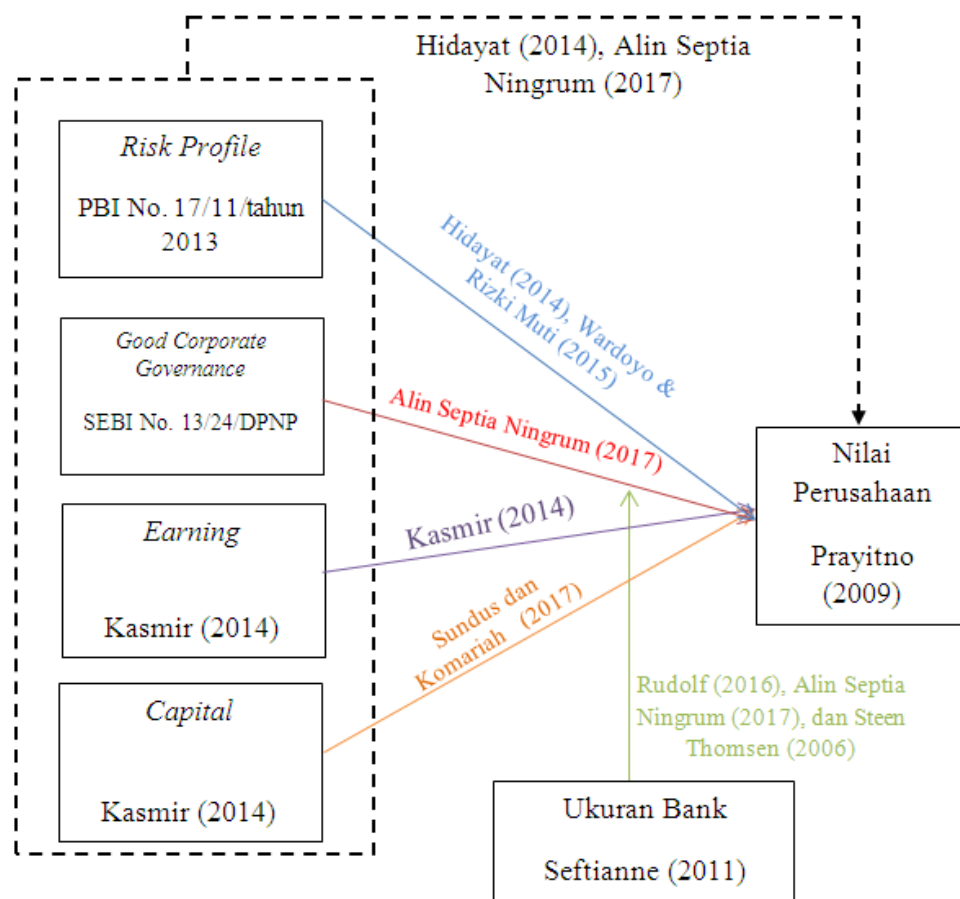 Hidayat (2014), Alin Septia
Ningrum (2017)
Risk Profile
PBI No. 17/11/tahun
2013
Good Corporate
Governance
SEBI No. 13/24/DPNP
Earning
Kasmir (2014)
Capital
Kasmir (2014)
Hidayat (2014), Wardoyo &
Rizki Muti (2015)
Alin Septia Ningrum (2017)
Kasmir (2014)
Sundus dan
Komariah (2017)
Nilai
Perusahaan
Prayitno
(2009)
Rudolf (2016), Alin Septia
Ningrum (2017), dan Steen
Thomsen (2006)
Ukuran Bank
Seftianne (2011)